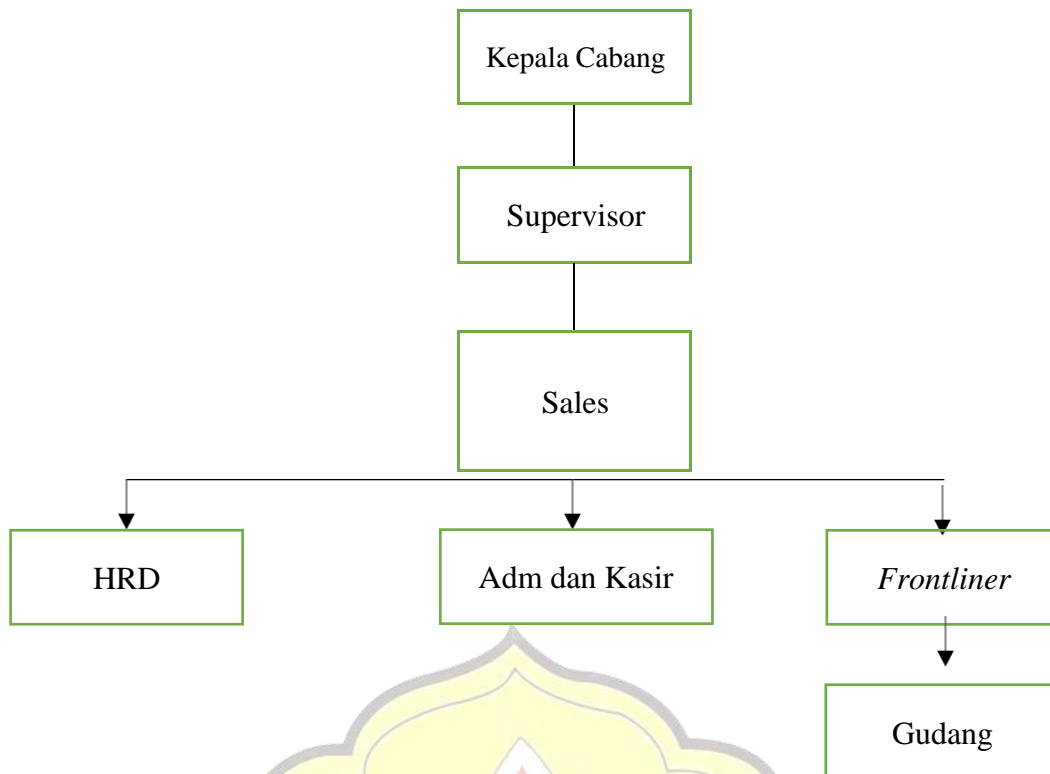 Kepala Cabang
Supervisor
Sales
HRD
Adm dan Kasir
Frontliner
Gudang